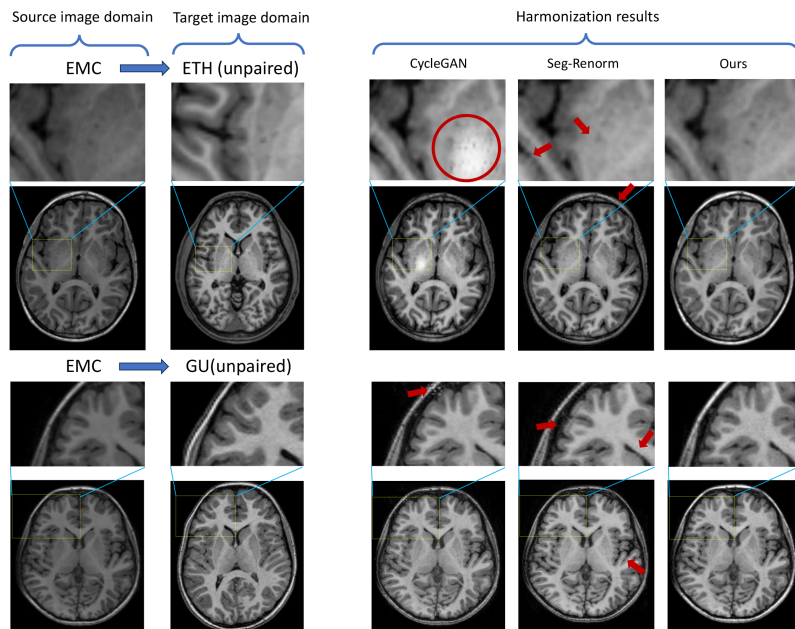 Source image domain
Target image domain
Harmonization results
EMC
ETH (unpaired)
CycleGAN
Seg-Renorm
Ours
EMC
GU(unpaired)